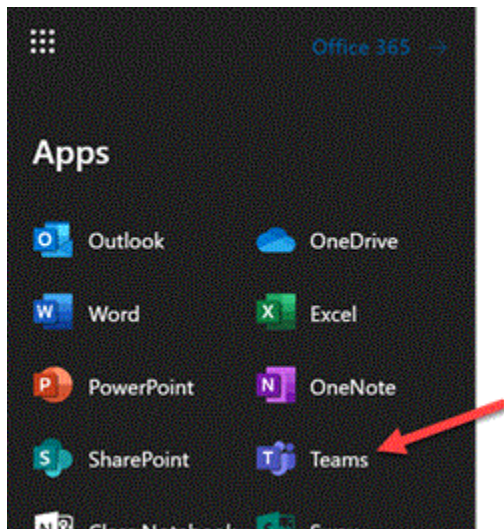 Office 365 →
Apps
Outlook OneDrive
Word Excel
PowerPoint OneNote
SharePoint Teams